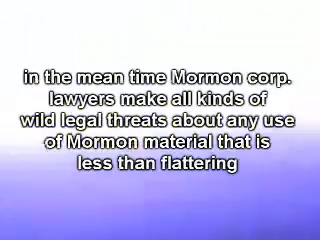 in the mean time Mormon corp.
lawyers make all kinds of
wild legal threats about any use
of Mormon material that is
less than flattering